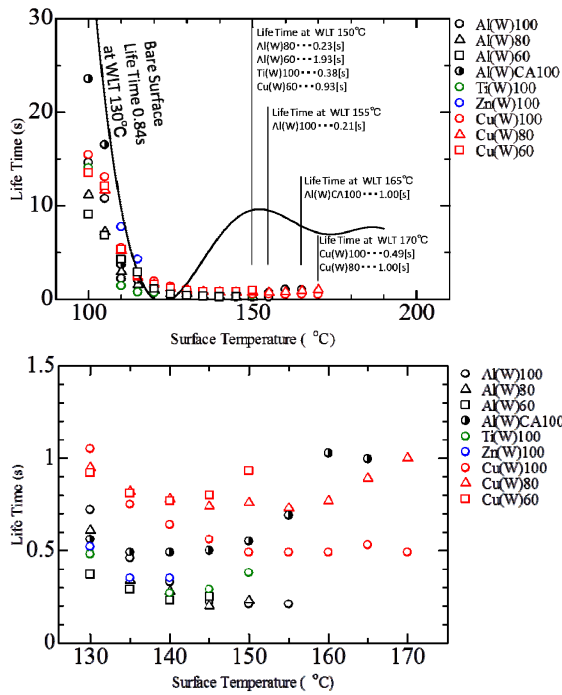 30
20
10
0
100
150
200
Life Time (s)
Surface Temperature ( °C)
Bare Surface
Life Time 0.84s
at WLT 130°C
Life Time at WLT 150°C
Al(W)80 ••• 0.23[s]
Al(W)60 ••• 1.93[s]
Ti(W)100 ••• 0.38[s]
Cu(W)60 ••• 0.93[s]
Life Time at WLT 155°C
Al(W)100 ••• 0.21[s]
Life Time at WLT 165°C
Al(W)CA100 ••• 1.00[s]
Life Time at WLT 170°C
Cu(W)100 ••• 0.49[s]
Cu(W)80 ••• 1.00[s]
Al(W)100
Al(W)80
Al(W)60
Al(W)CA100
Ti(W)100
Zn(W)100
Cu(W)100
Cu(W)80
Cu(W)60
1.5
1
0.5
0
130
140
150
160
170
Life Time (s)
Surface Temperature ( °C)
Al(W)100
Al(W)80
Al(W)60
Al(W)CA100
Ti(W)100
Zn(W)100
Cu(W)100
Cu(W)80
Cu(W)60